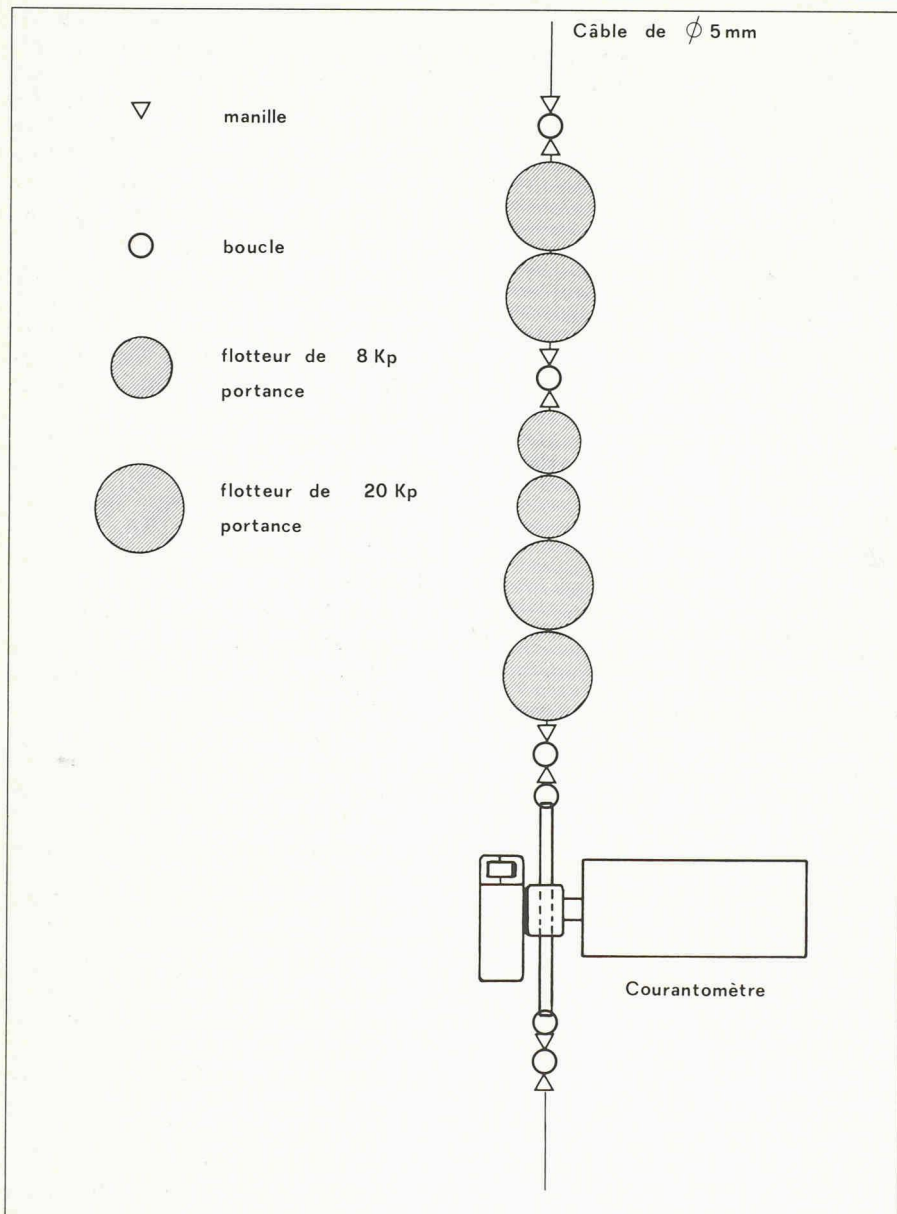 Câble de ϕ 5 mm
manille
boucle
flotteur de 8 Kp
portance
flotteur de 20 Kp
portance
Courantomètre